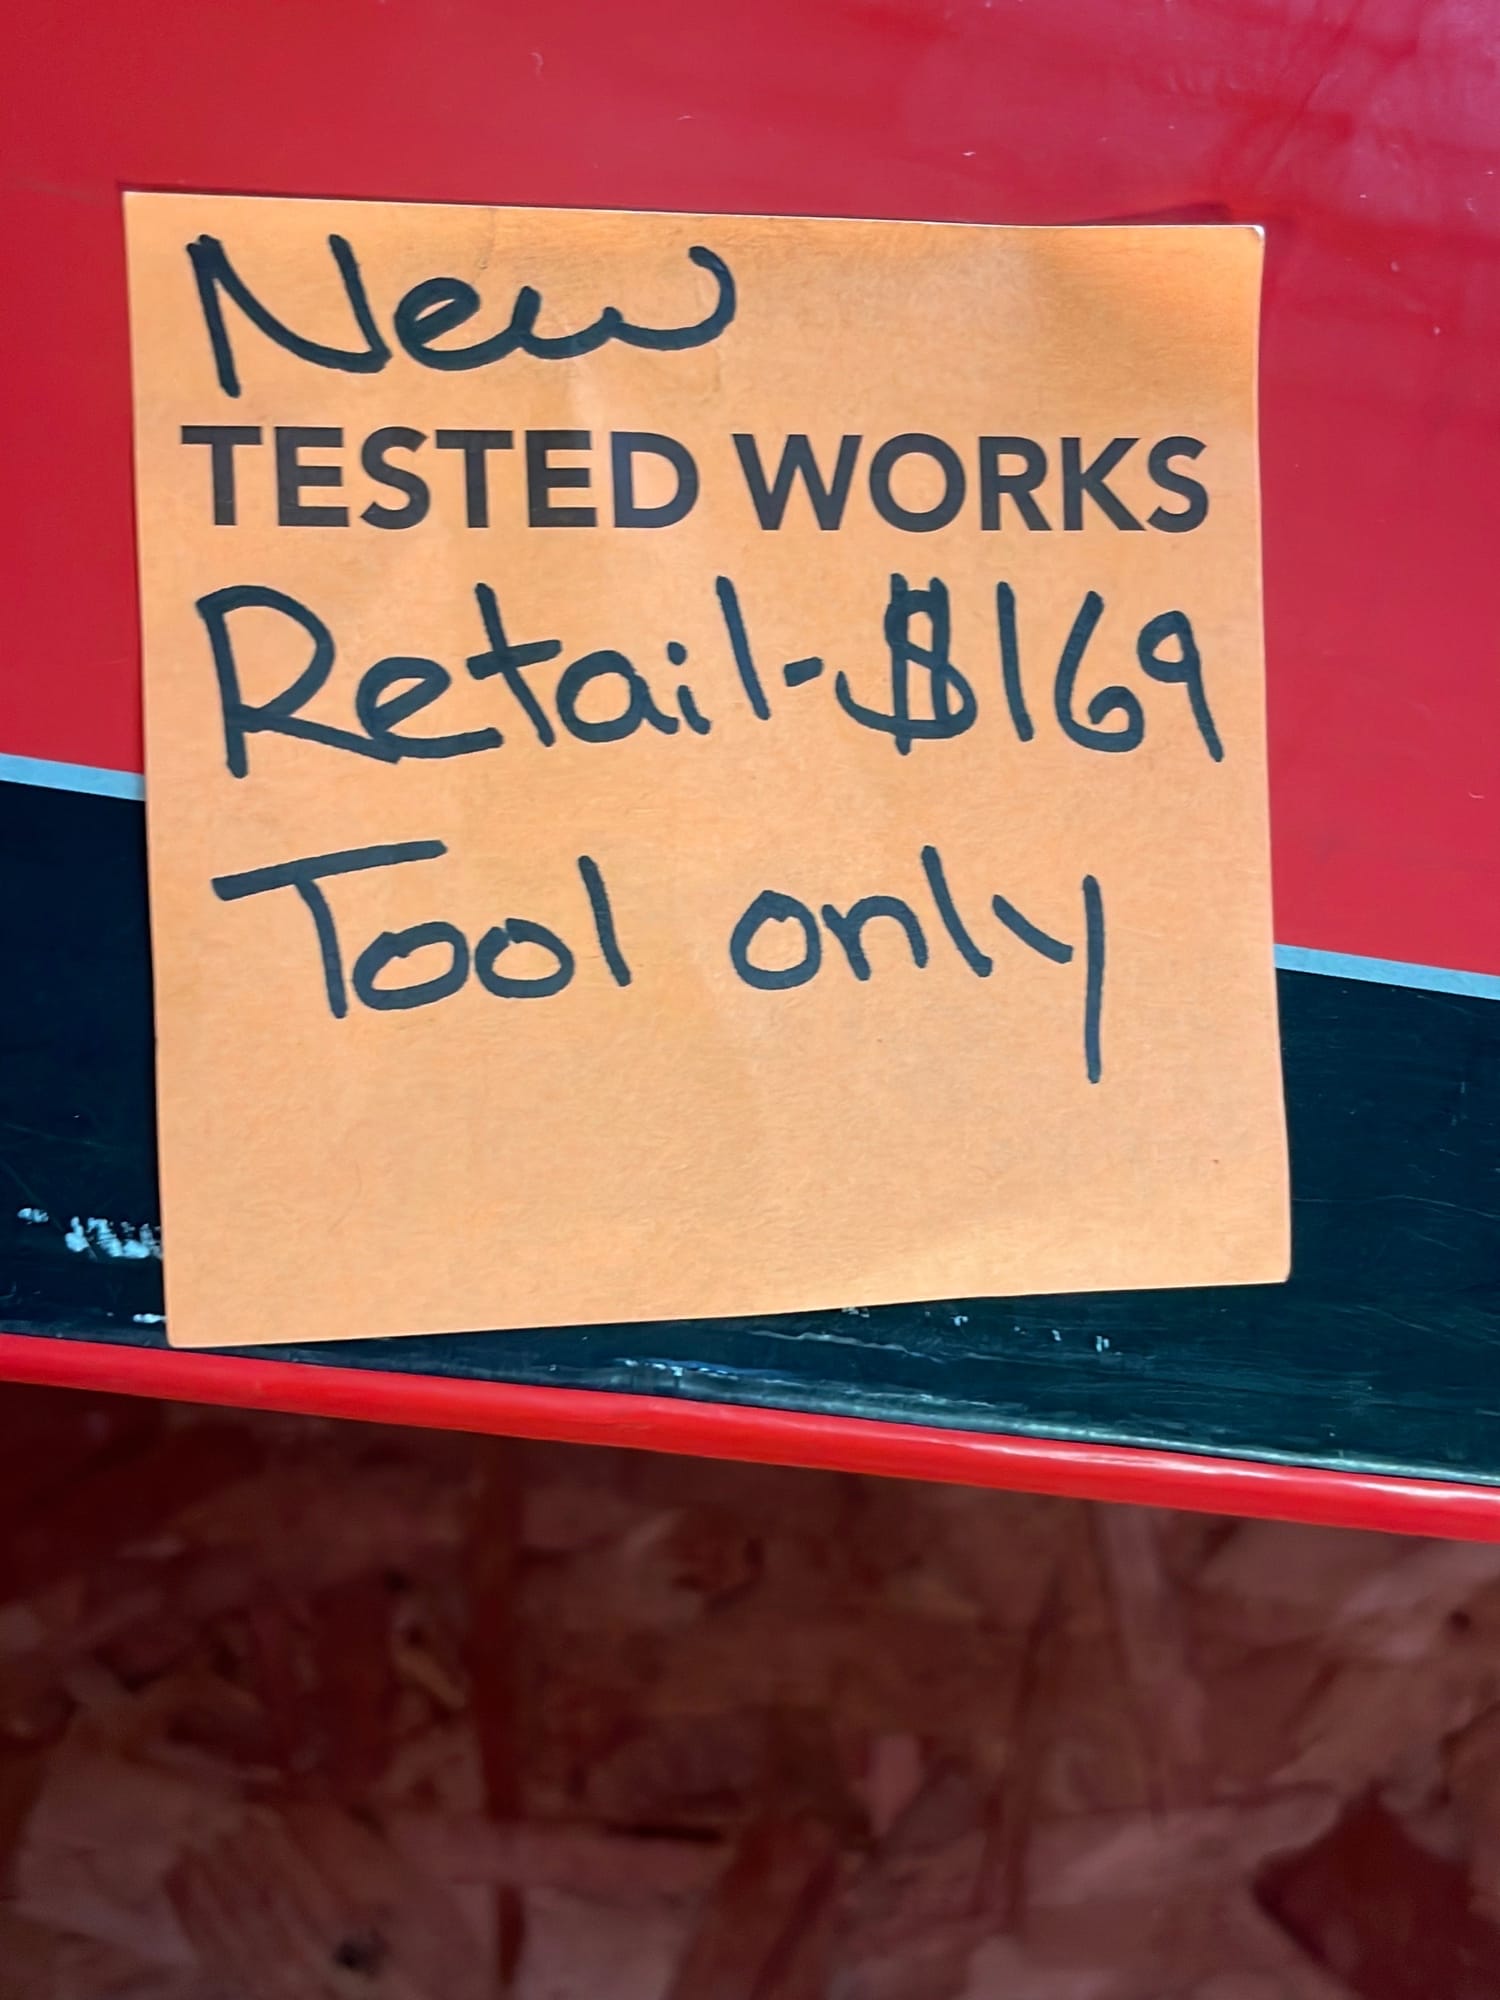 New
TESTED WORKS
Retail-$169
Tool only